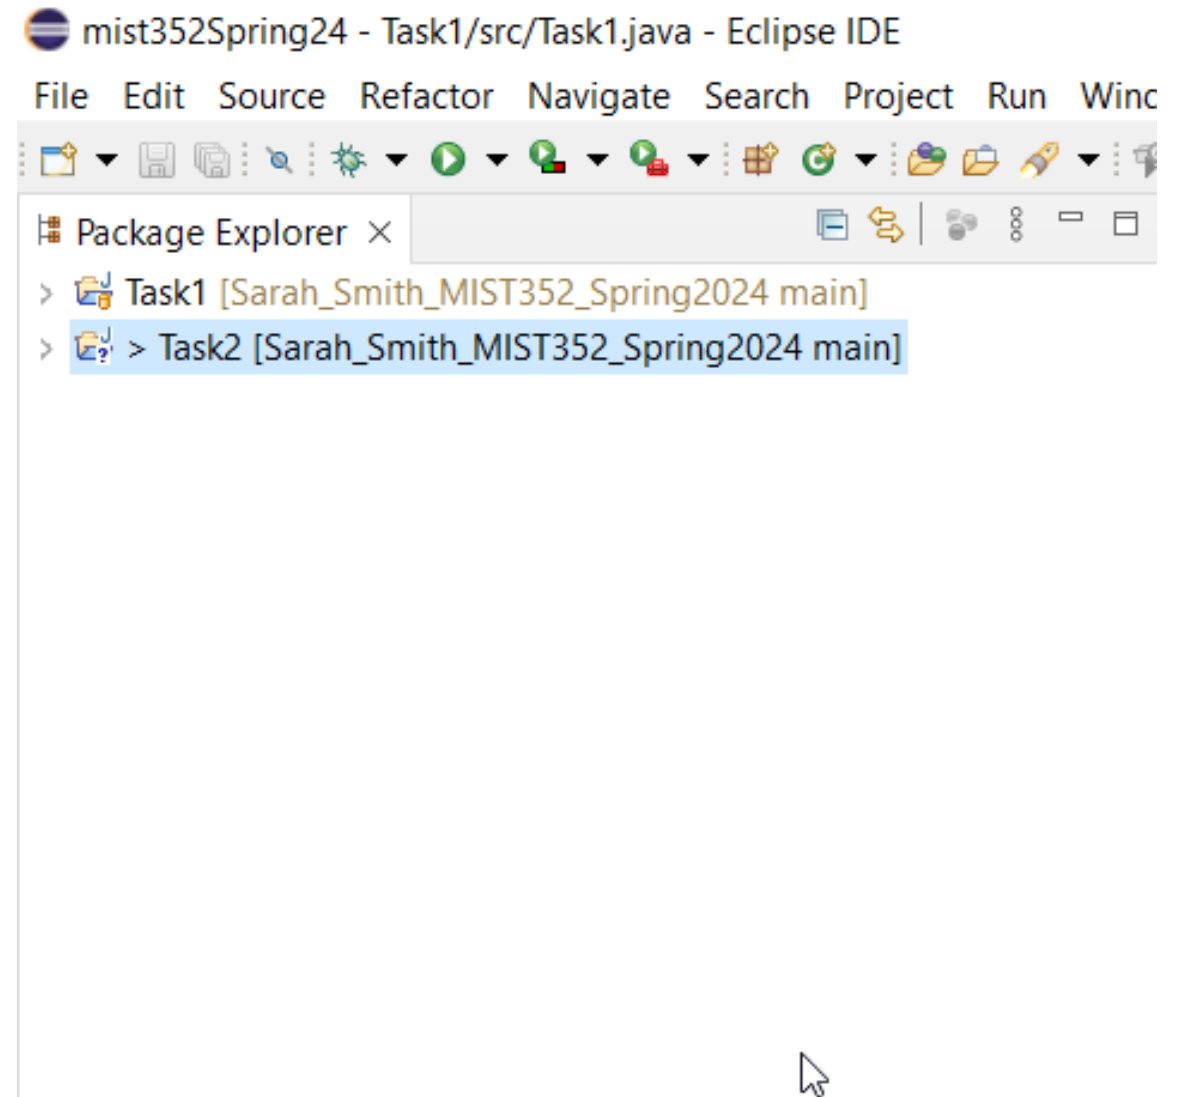 mist352Spring24 - Task1/src/Task1.java - Eclipse IDE
File Edit Source Refactor Navigate Search Project Run
Package Explorer
Task1 [Sarah_Smith_MIST352_Spring2024 main]
> Task2 [Sarah_Smith_MIST352_Spring2024 main]